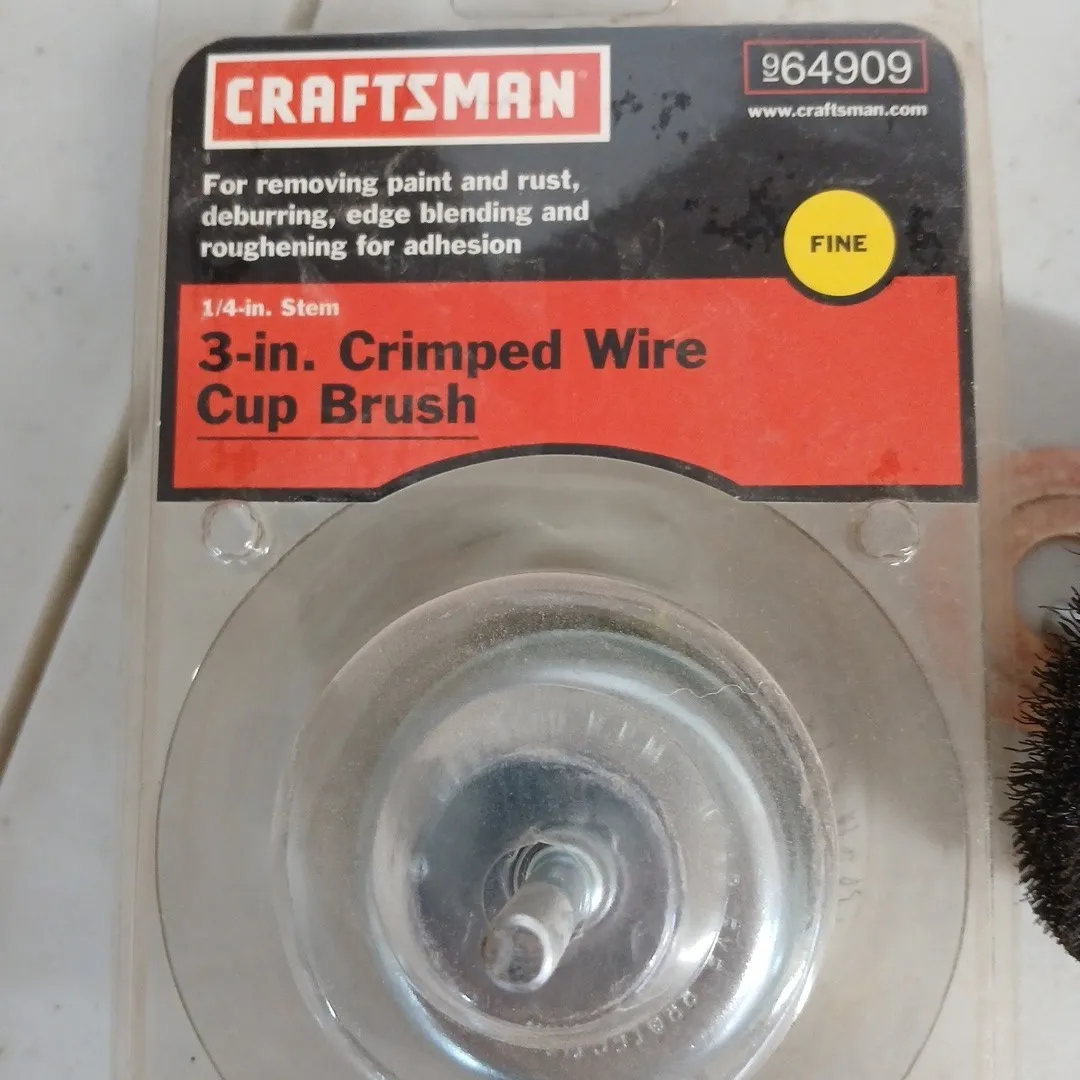 CRAFTSMAN
964909
www.craftsman.com
For removing paint and rust,
deburring, edge blending and
roughening for adhesion
FINE
1/4-in. Stem
3-in. Crimped Wire
Cup Brush